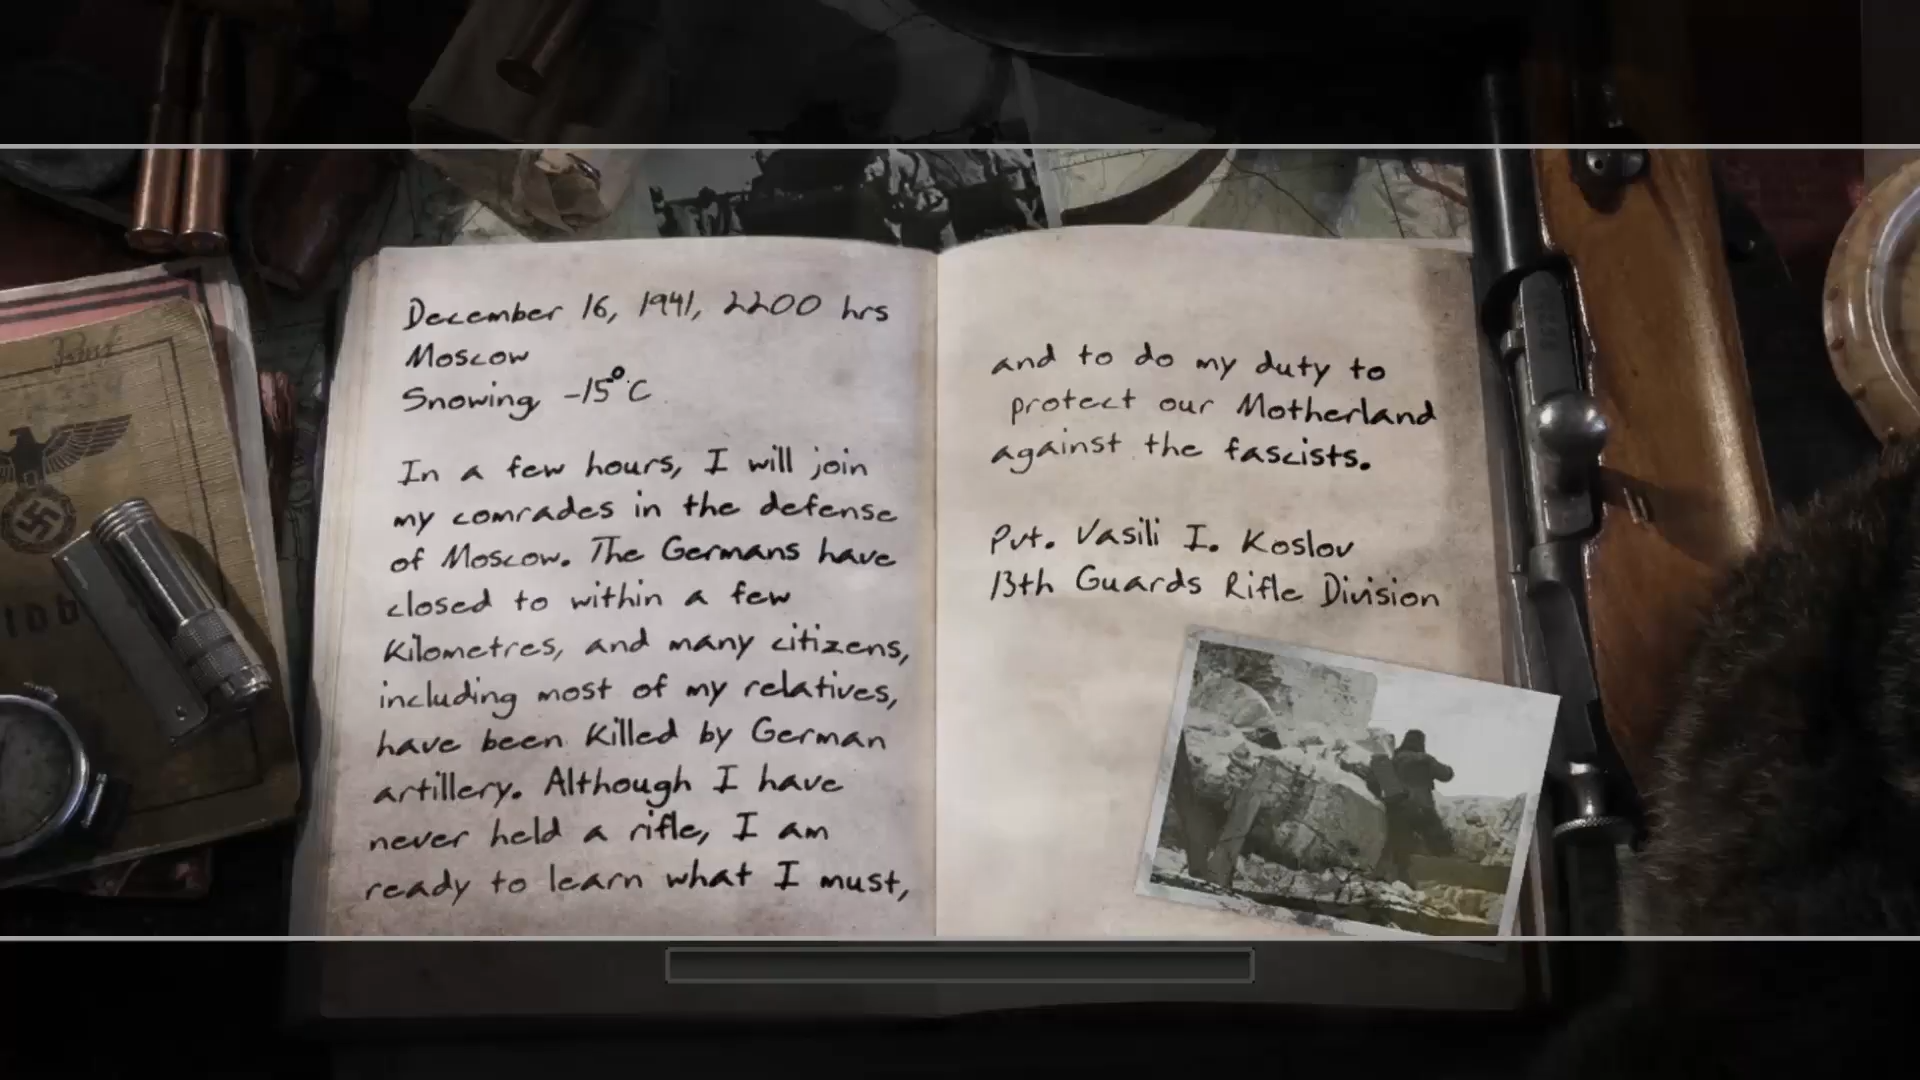 December 16, 1941, 2200 hrs
Moscow
Snowing -15°C
In a few hours, I will join
my comrades in the defense
of Moscow. The Germans have
closed to within a few
kilometres, and many citizens,
including most of my relatives,
have been killed by German
artillery. Although I have
never held a rifle, I am
ready to learn what I must,
and to do my duty to
protect our Motherland
against the fascists.
Pvt. Vasili I. Koslov
13th Guards Rifle Division